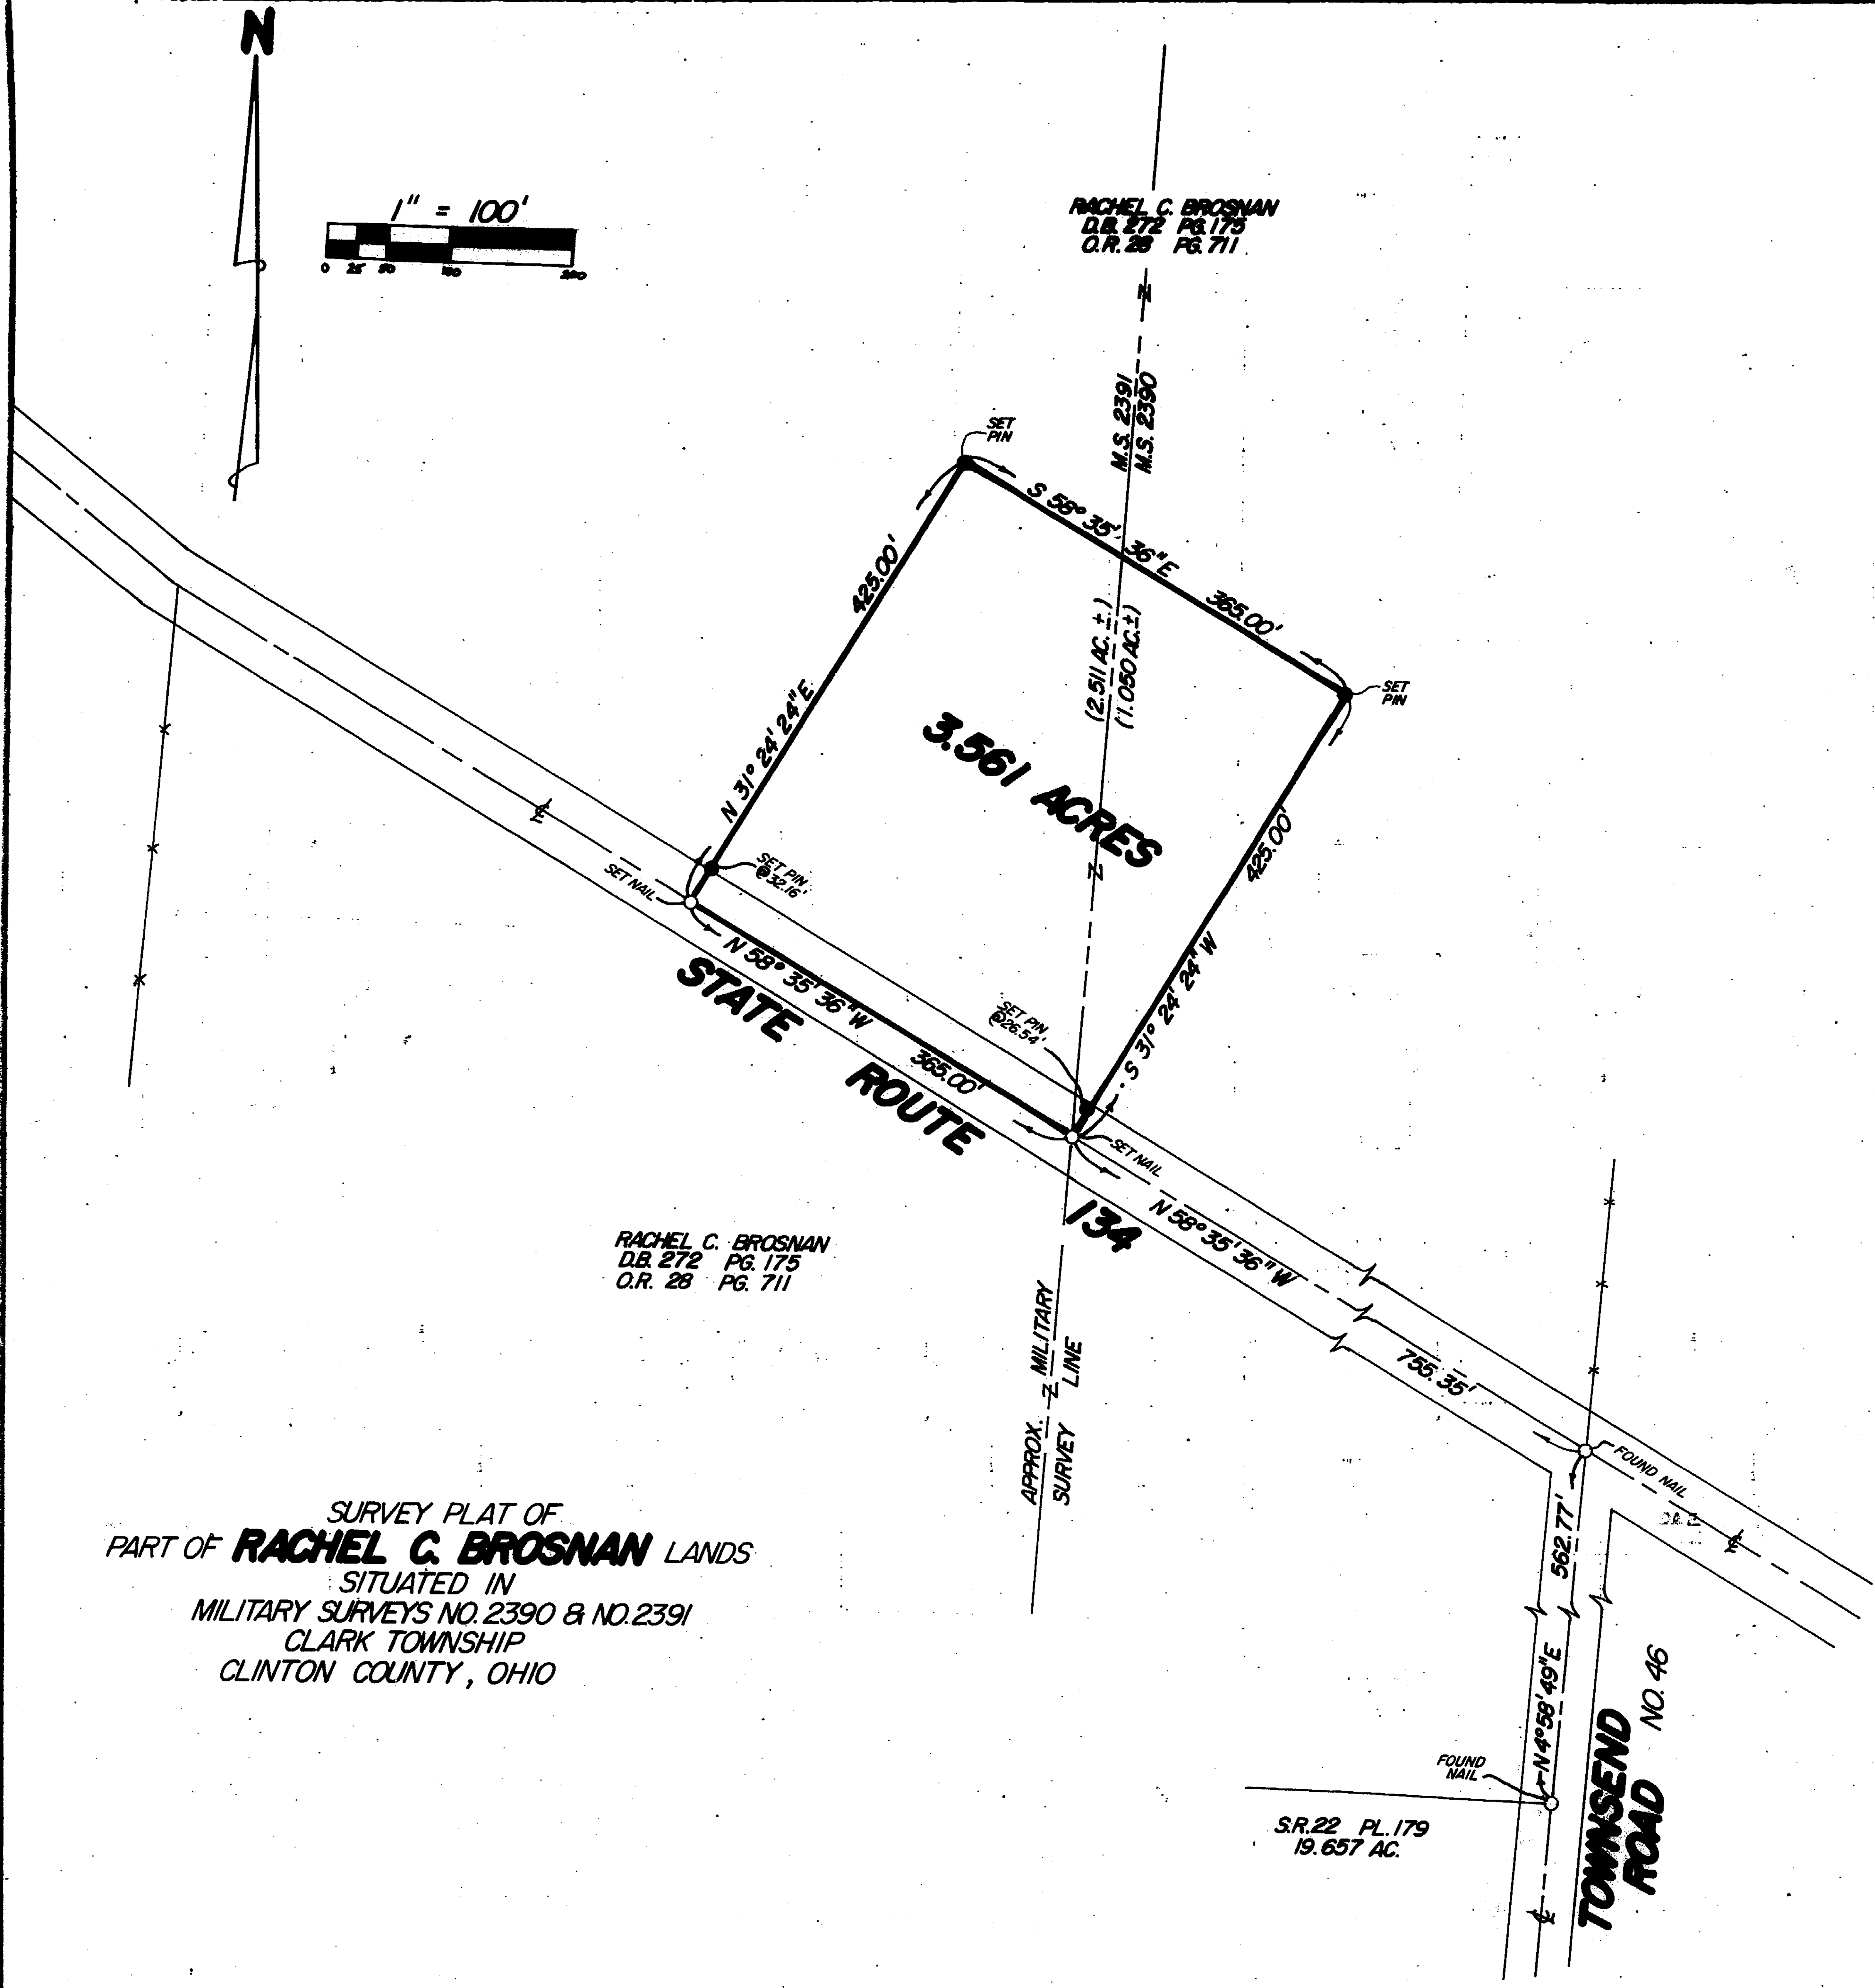 N
1" = 100'
0 25 50 100 200
RACHEL C. BROSNAN
D.B. 272 PG. 175
O.R. 28 PG. 711
Z
M.S. 2391
M.S. 2390
SET
PIN
S 58° 35' 36" E
365.00'
425.00'
N 31° 24' 24" E
(2.511 AC. ±)
(1.050 AC. ±)
SET
PIN
3.561 ACRES
425.00'
S 31° 24' 24" W
Z
SET PIN
@32.16'
SET NAIL
N 58° 35' 36" W
365.00'
SET PIN
@26.54'
SET NAIL
STATE ROUTE 134
N 58° 35' 36" W
755.35'
RACHEL C. BROSNAN
D.B. 272 PG. 175
O.R. 28 PG. 711
APPROX. Z MILITARY
SURVEY LINE
FOUND NAIL
562.77'
N 4° 58' 49" E
SURVEY PLAT OF
PART OF RACHEL C. BROSNAN LANDS
SITUATED IN
MILITARY SURVEYS NO. 2390 & NO. 2391
CLARK TOWNSHIP
CLINTON COUNTY, OHIO
FOUND
NAIL
S.R. 22 PL. 179
19.657 AC.
TOWNSEND
ROAD
NO. 46